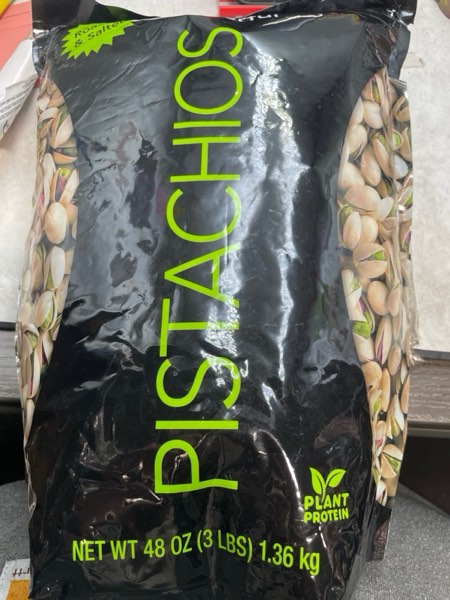 & Salted
PISTACHIOS
PLANT
PROTEIN
NET WT 48 OZ (3 LBS) 1.36 kg